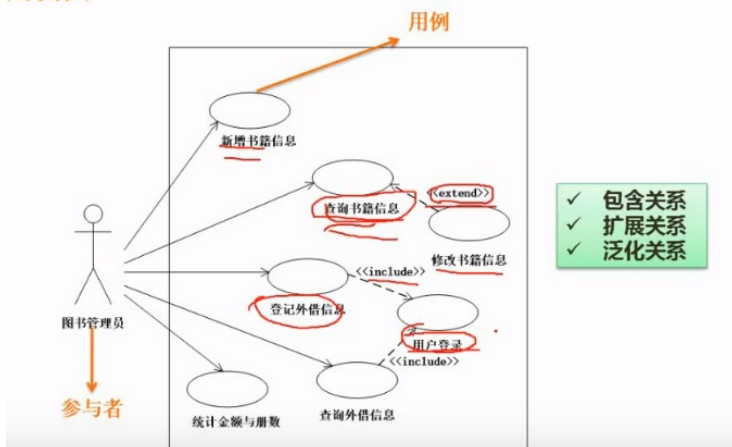 用例
新增书籍信息
<<extend>>
查询书籍信息
修改书籍信息
<<include>>
登记外借信息
用户登录
<<include>>
图书管理员
参与者
统计金额与册数
查询外借信息
✓ 包含关系
✓ 扩展关系
✓ 泛化关系